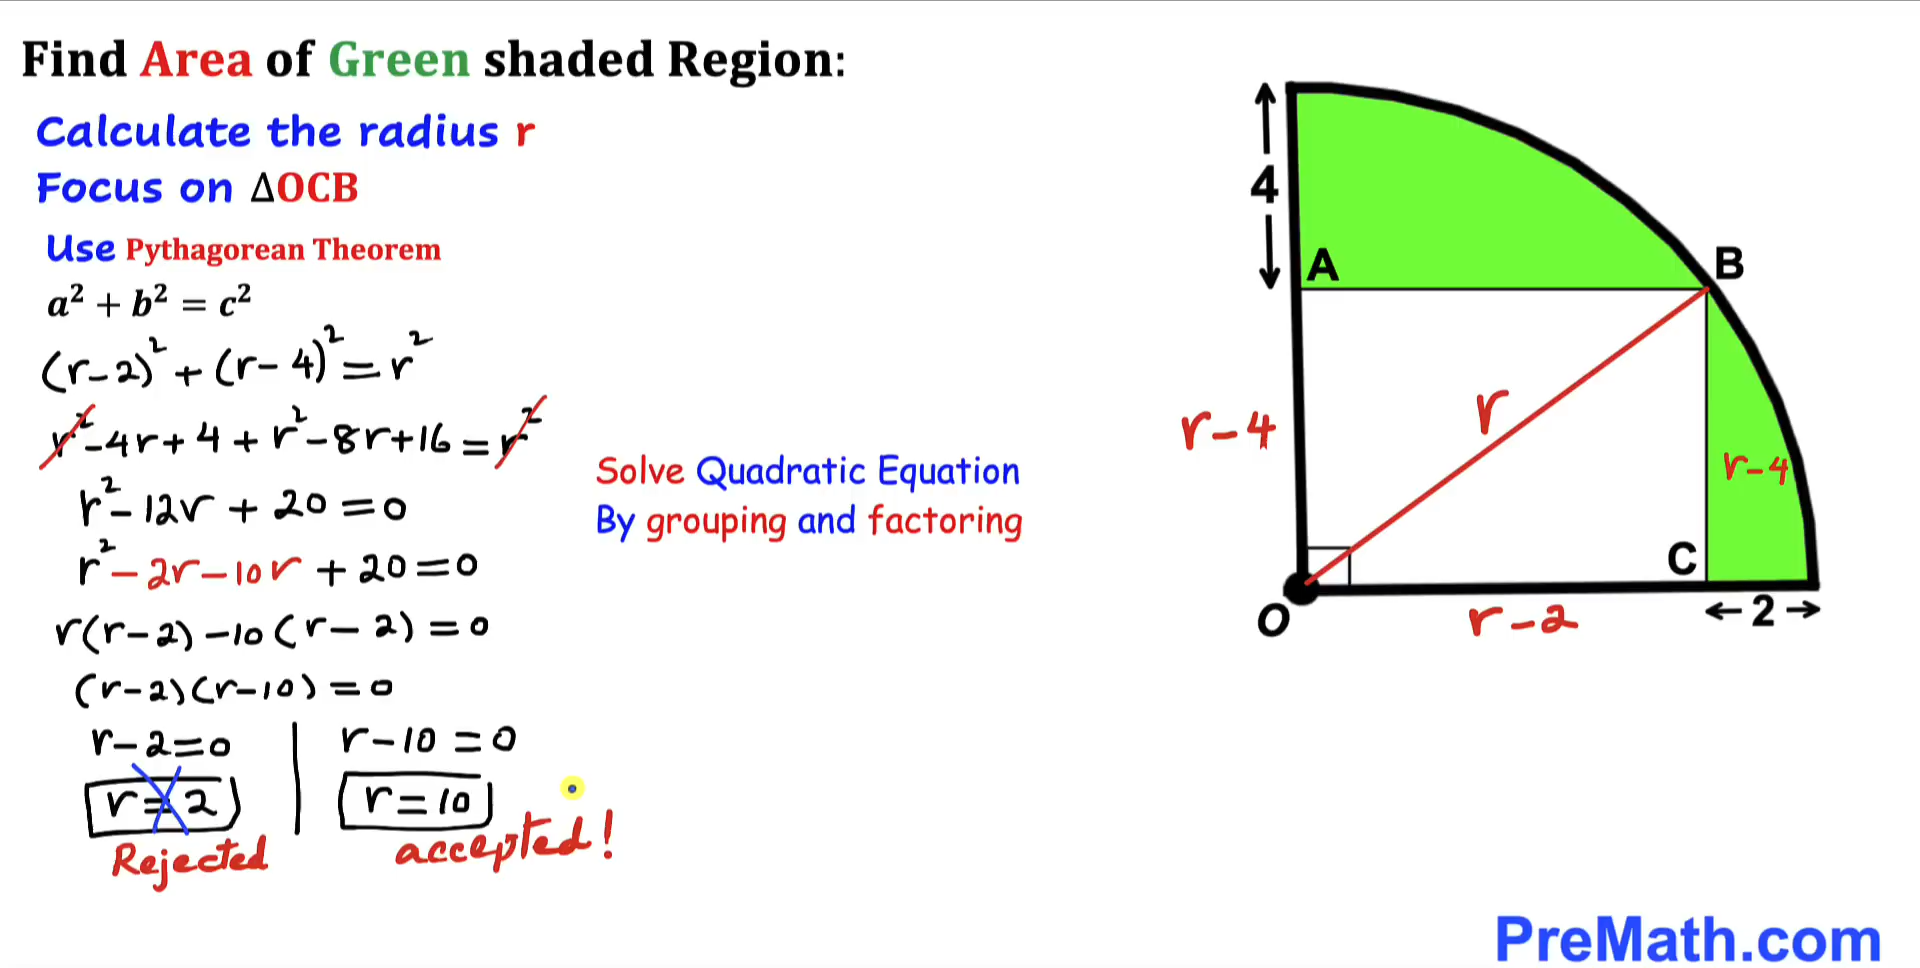 Find Area of Green shaded Region:
Calculate the radius r
Focus on ΔOCB
Use Pythagorean Theorem
a² + b² = c²
(r-2)² + (r-4)² = r²
r²-4r+4+r²-8r+16=r²
r²-12r+20=0
r²-2r-10r+20=0
r(r-2)-10(r-2)=0
(r-2)(r-10)=0
r-2=0
r=2
Rejected
r-10=0
r=10
accepted!
Solve Quadratic Equation
By grouping and factoring
4
A
B
r-4
r
r-4
C
O
r-2
2
PreMath.com